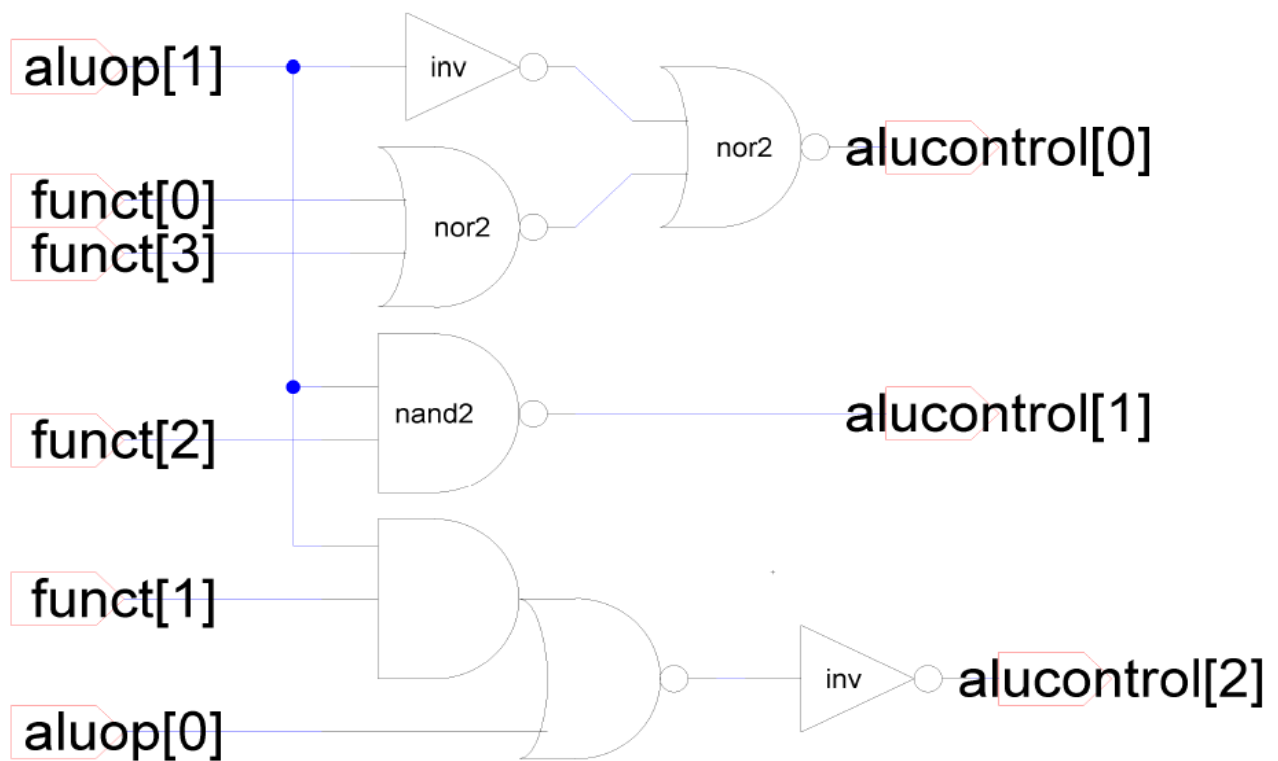 aluop[1]
inv
nor2
alucontrol[0]
funct[0]
nor2
funct[3]
nand2
alucontrol[1]
funct[2]
funct[1]
inv
alucontrol[2]
aluop[0]